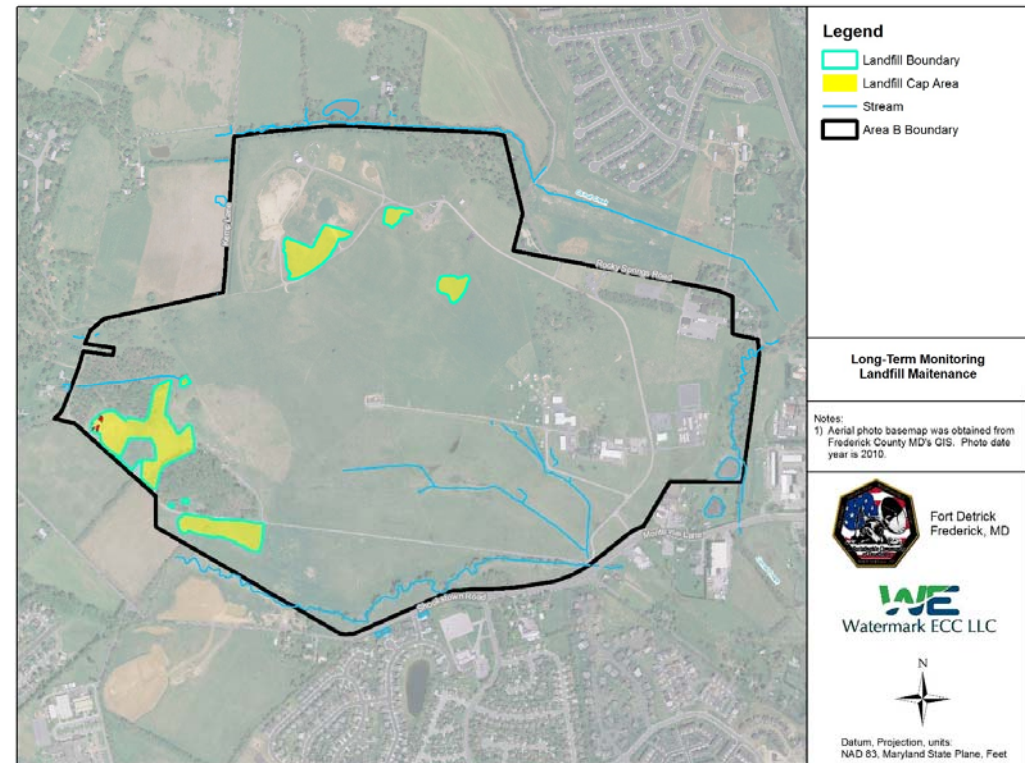 Legend
Landfill Boundary
Landfill Cap Area
Stream
Area B Boundary
Long-Term Monitoring
Landfill Maitenance
Notes:
1) Aerial photo basemap was obtained from
Frederick County MD's GIS. Photo date
year is 2010.
Fort Detrick
Frederick, MD
WE
Watermark ECC LLC
N
Datum, Projection, units:
NAD 83, Maryland State Plane, Feet
Rocky Springs Road